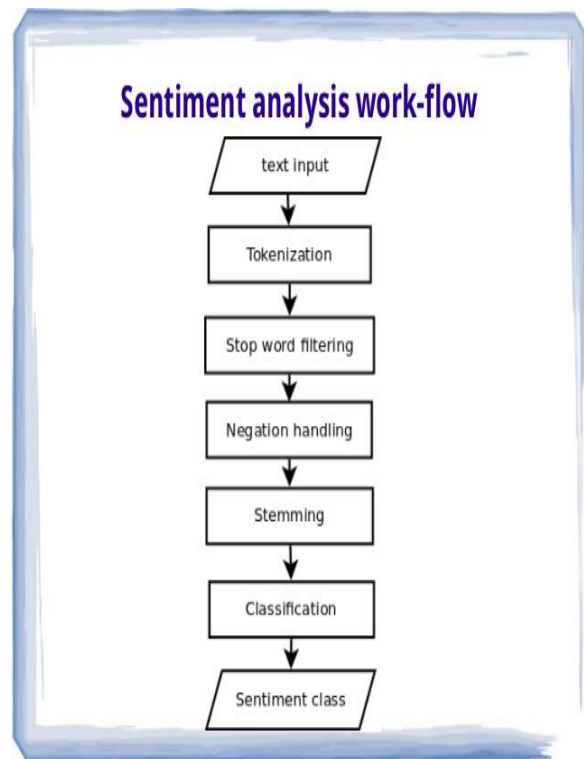 Sentiment analysis work-flow
text input
Tokenization
Stop word filtering
Negation handling
Stemming
Classification
Sentiment class